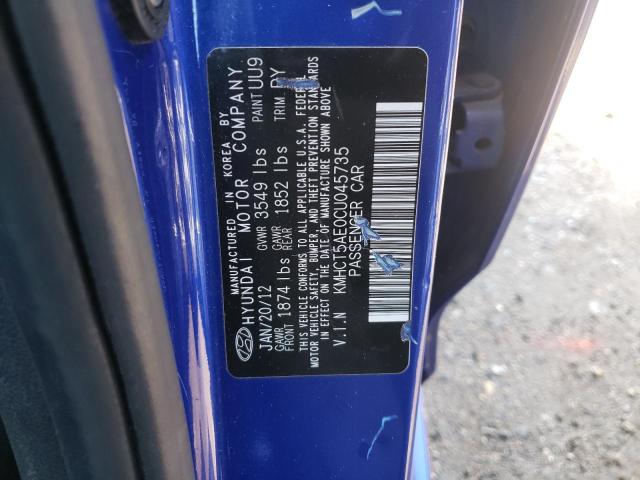 MANUFACTURED IN KOREA BY
HYUNDAI MOTOR COMPANY
JAN/20/12 GVWR 3549 lbs PAINT UU9
GAWR FRONT 1874 lbs GAWR REAR 1852 lbs TRIM
THIS VEHICLE CONFORMS TO ALL APPLICABLE U.S.A. FEDERAL
MOTOR VEHICLE SAFETY, BUMPER, AND THEFT PREVENTION STANDARDS
IN EFFECT ON THE DATE OF MANUFACTURE SHOWN ABOVE
V.I.N KMHCT5AE0CU045735
PASSENGER CAR